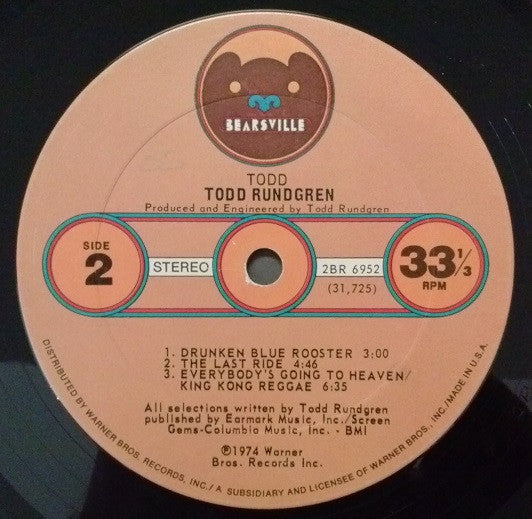 BEARSVILLE
TODD
TODD RUNDGREN
Produced and Engineered by Todd Rundgren
SIDE
2
STEREO
2BR 6952
(31,725)
33 1/3
RPM
1. DRUNKEN BLUE ROOSTER 3:00
2. THE LAST RIDE 4:46
3. EVERYBODY'S GOING TO HEAVEN/
KING KONG REGGAE 6:35
All selections written by Todd Rundgren
published by Earmark Music, Inc./Screen
Gems-Columbia Music, Inc. - BMI
℗1974 Warner
Bros. Records Inc.
DISTRIBUTED BY WARNER BROS. RECORDS, INC./A SUBSIDIARY AND LICENSEE OF WARNER BROS., INC./MADE IN U.S.A.